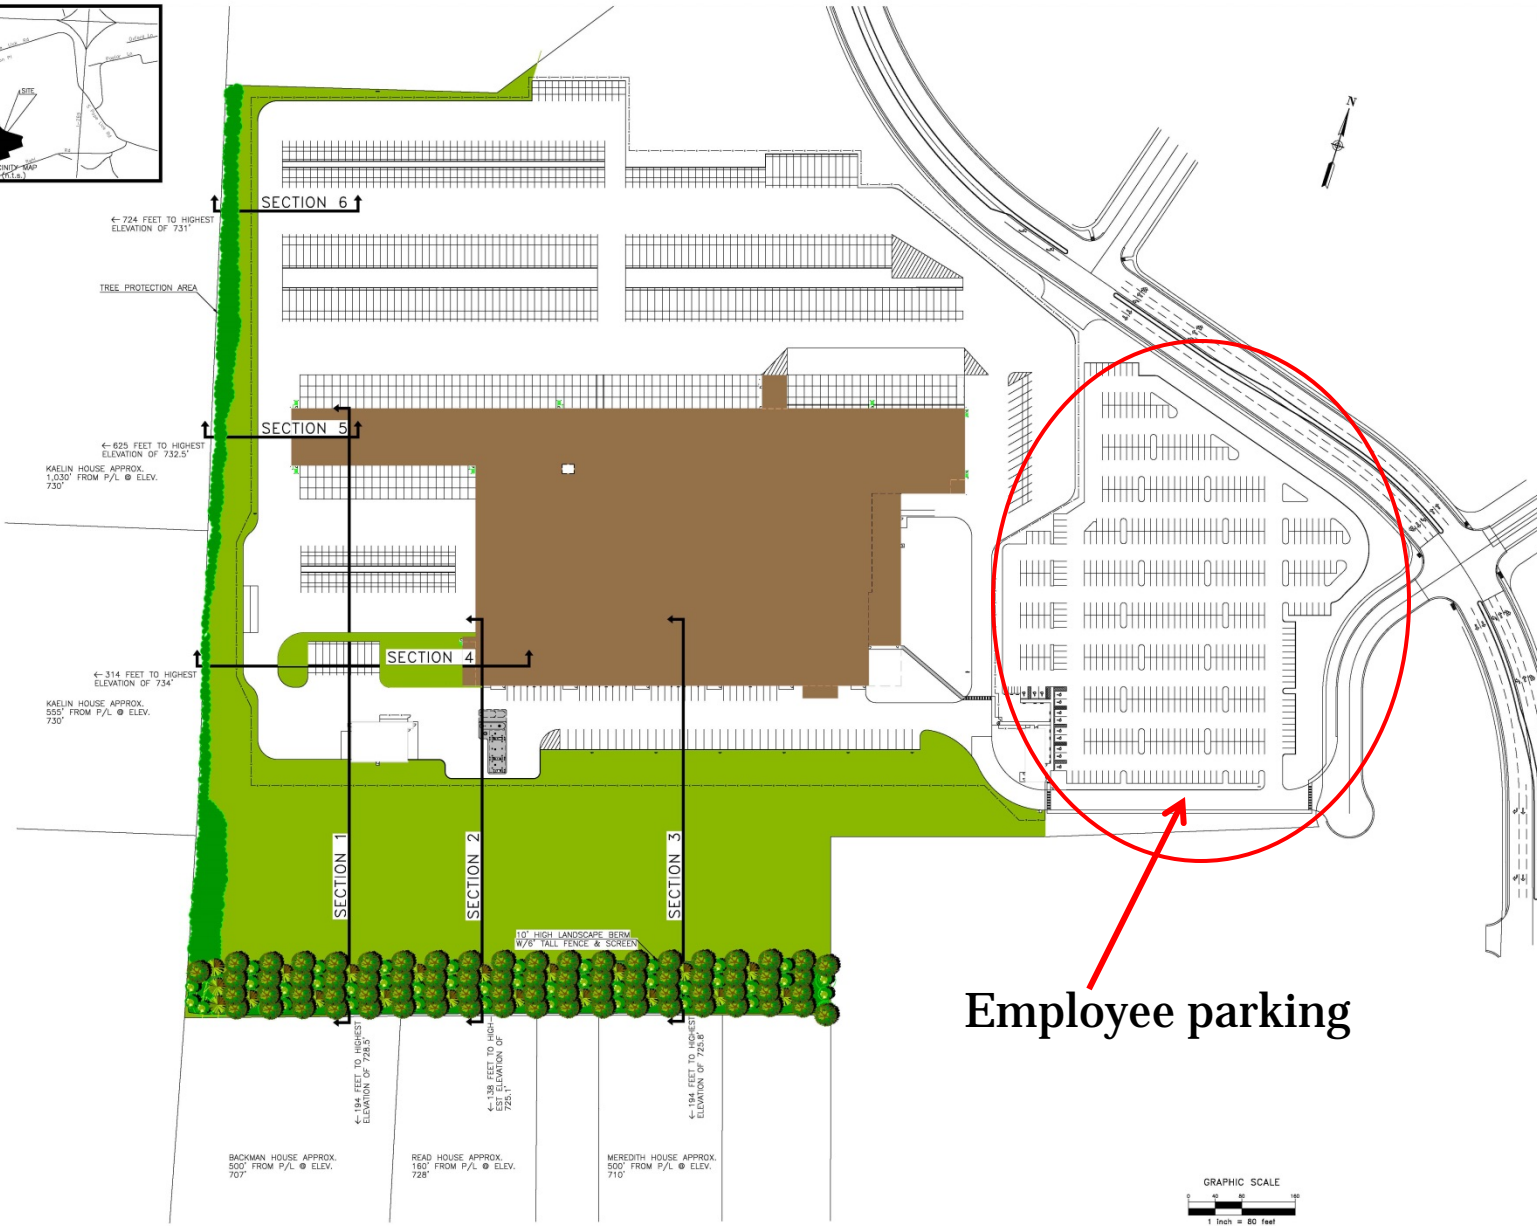 SITE
VICINITY MAP
(n.t.s.)
N
SECTION 6
← 724 FEET TO HIGHEST
ELEVATION OF 731'
TREE PROTECTION AREA
SECTION 5
← 625 FEET TO HIGHEST
ELEVATION OF 732.5'
KAELIN HOUSE APPROX.
1,030' FROM P/L @ ELEV.
730'
SECTION 4
← 314 FEET TO HIGHEST
ELEVATION OF 734'
KAELIN HOUSE APPROX.
555' FROM P/L @ ELEV.
730'
SECTION 1
SECTION 2
SECTION 3
10' HIGH LANDSCAPE BERM
W/6' TALL FENCE & SCREEN
Employee parking
← 194 FEET TO HIGHEST
ELEVATION OF 728.5'
← 138 FEET TO HIGH-
EST ELEVATION OF
725.1'
← 194 FEET TO HIGHEST
ELEVATION OF 725.8'
BACKMAN HOUSE APPROX.
500' FROM P/L @ ELEV.
707'
READ HOUSE APPROX.
160' FROM P/L @ ELEV.
728'
MEREDITH HOUSE APPROX.
500' FROM P/L @ ELEV.
710'
GRAPHIC SCALE
0 40 80 160
1 inch = 80 feet